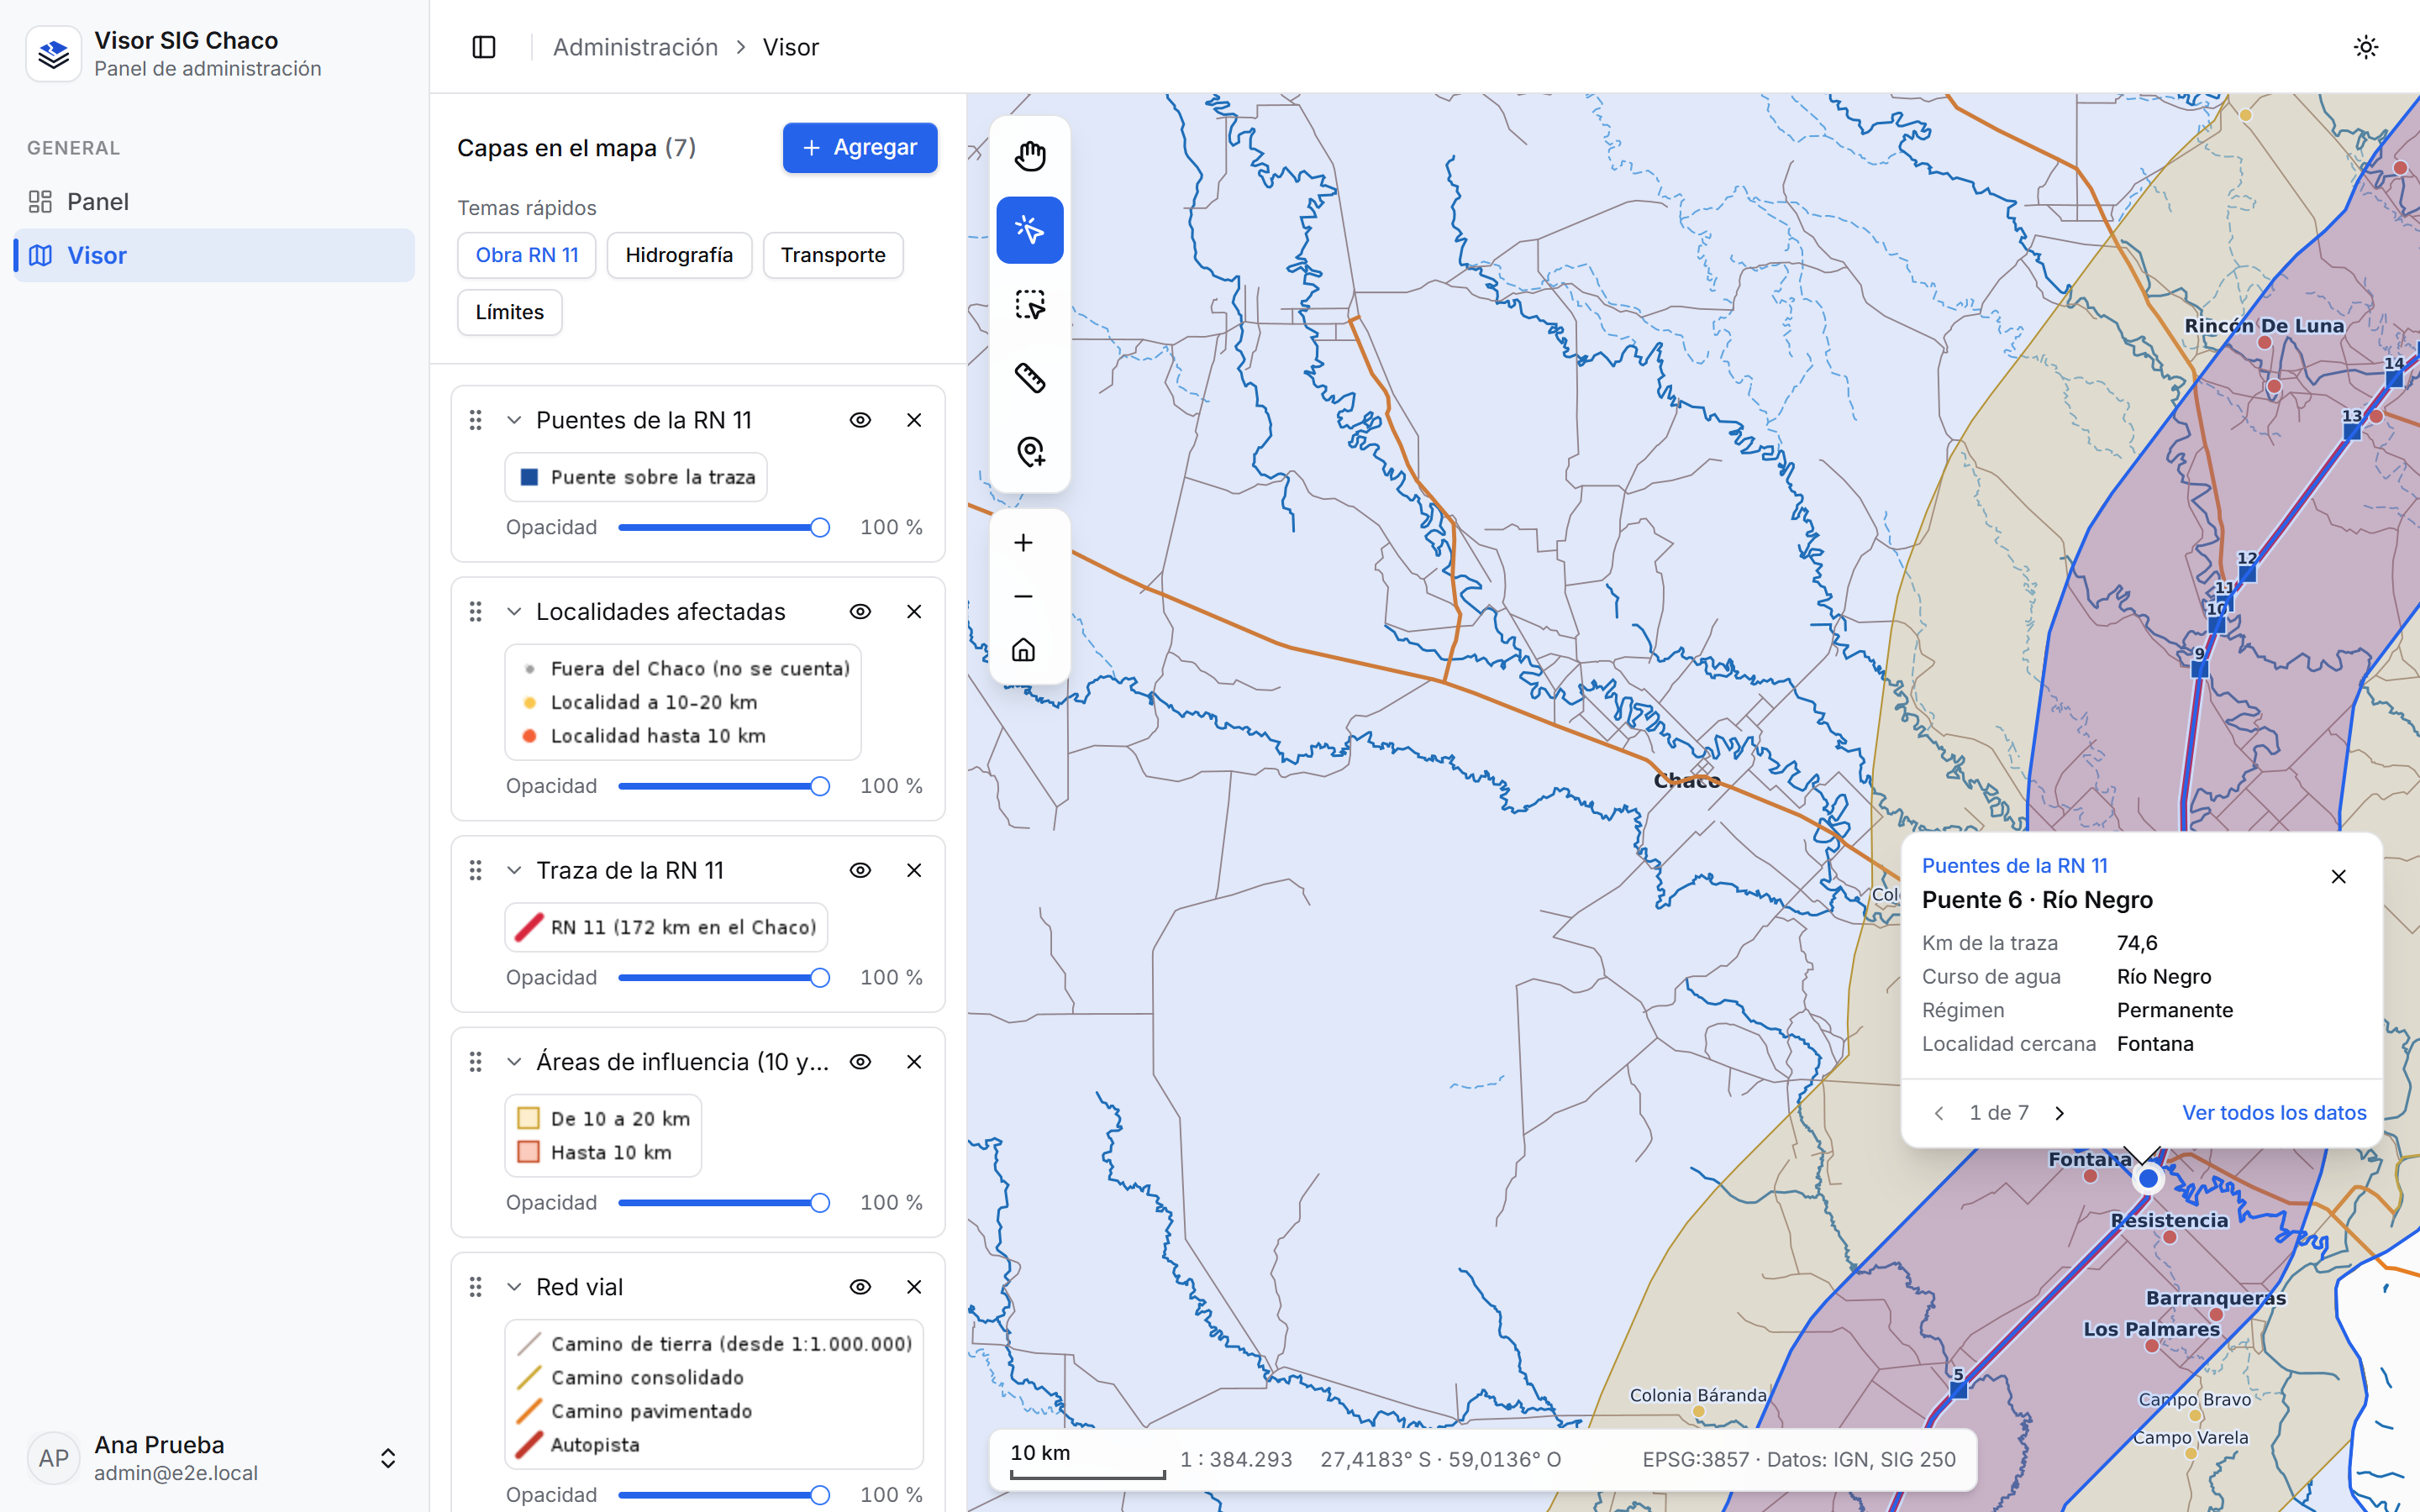 Visor SIG Chaco
Panel de administración
GENERAL
Panel
Visor
Ana Prueba
admin@e2e.local
AP
Administración > Visor
Capas en el mapa (7)
+ Agregar
Temas rápidos
Obra RN 11
Hidrografía
Transporte
Límites
Puentes de la RN 11
Puente sobre la traza
Opacidad 100 %
Localidades afectadas
Fuera del Chaco (no se cuenta)
Localidad a 10-20 km
Localidad hasta 10 km
Opacidad 100 %
Traza de la RN 11
RN 11 (172 km en el Chaco)
Opacidad 100 %
Áreas de influencia (10 y...
De 10 a 20 km
Hasta 10 km
Opacidad 100 %
Red vial
Camino de tierra (desde 1:1.000.000)
Camino consolidado
Camino pavimentado
Autopista
Opacidad 100 %
Rincón De Luna
14
13
12
11
10
9
Chaco
Col
Puentes de la RN 11
Puente 6 · Río Negro
Km de la traza 74,6
Curso de agua Río Negro
Régimen Permanente
Localidad cercana Fontana
1 de 7
Ver todos los datos
Fontana
Resistencia
Barranqueras
Los Palmares
5
Colonia Báranda
Campo Bravo
Campo Varela
10 km
1 : 384.293
27,4183° S · 59,0136° O
EPSG:3857 · Datos: IGN, SIG 250